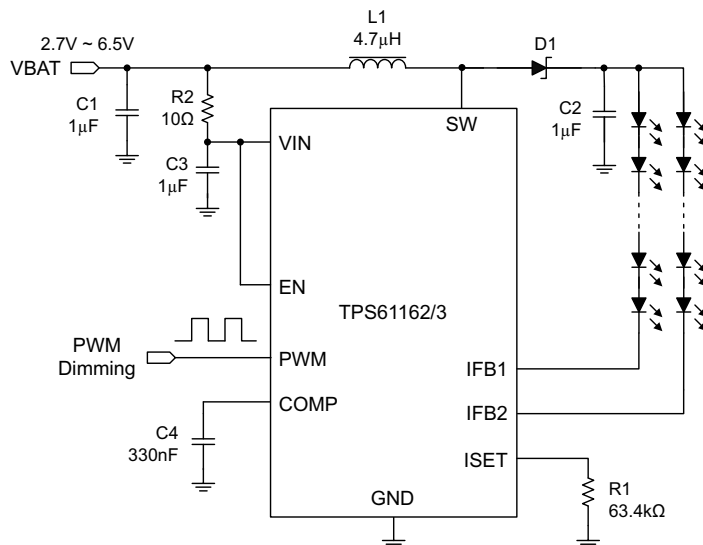 L1
4.7μH
D1
2.7V ~ 6.5V
VBAT
C1
1μF
R2
10Ω
C3
1μF
VIN
SW
C2
1μF
EN
TPS61162/3
PWM
Dimming
PWM
IFB1
COMP
IFB2
C4
330nF
ISET
R1
63.4kΩ
GND